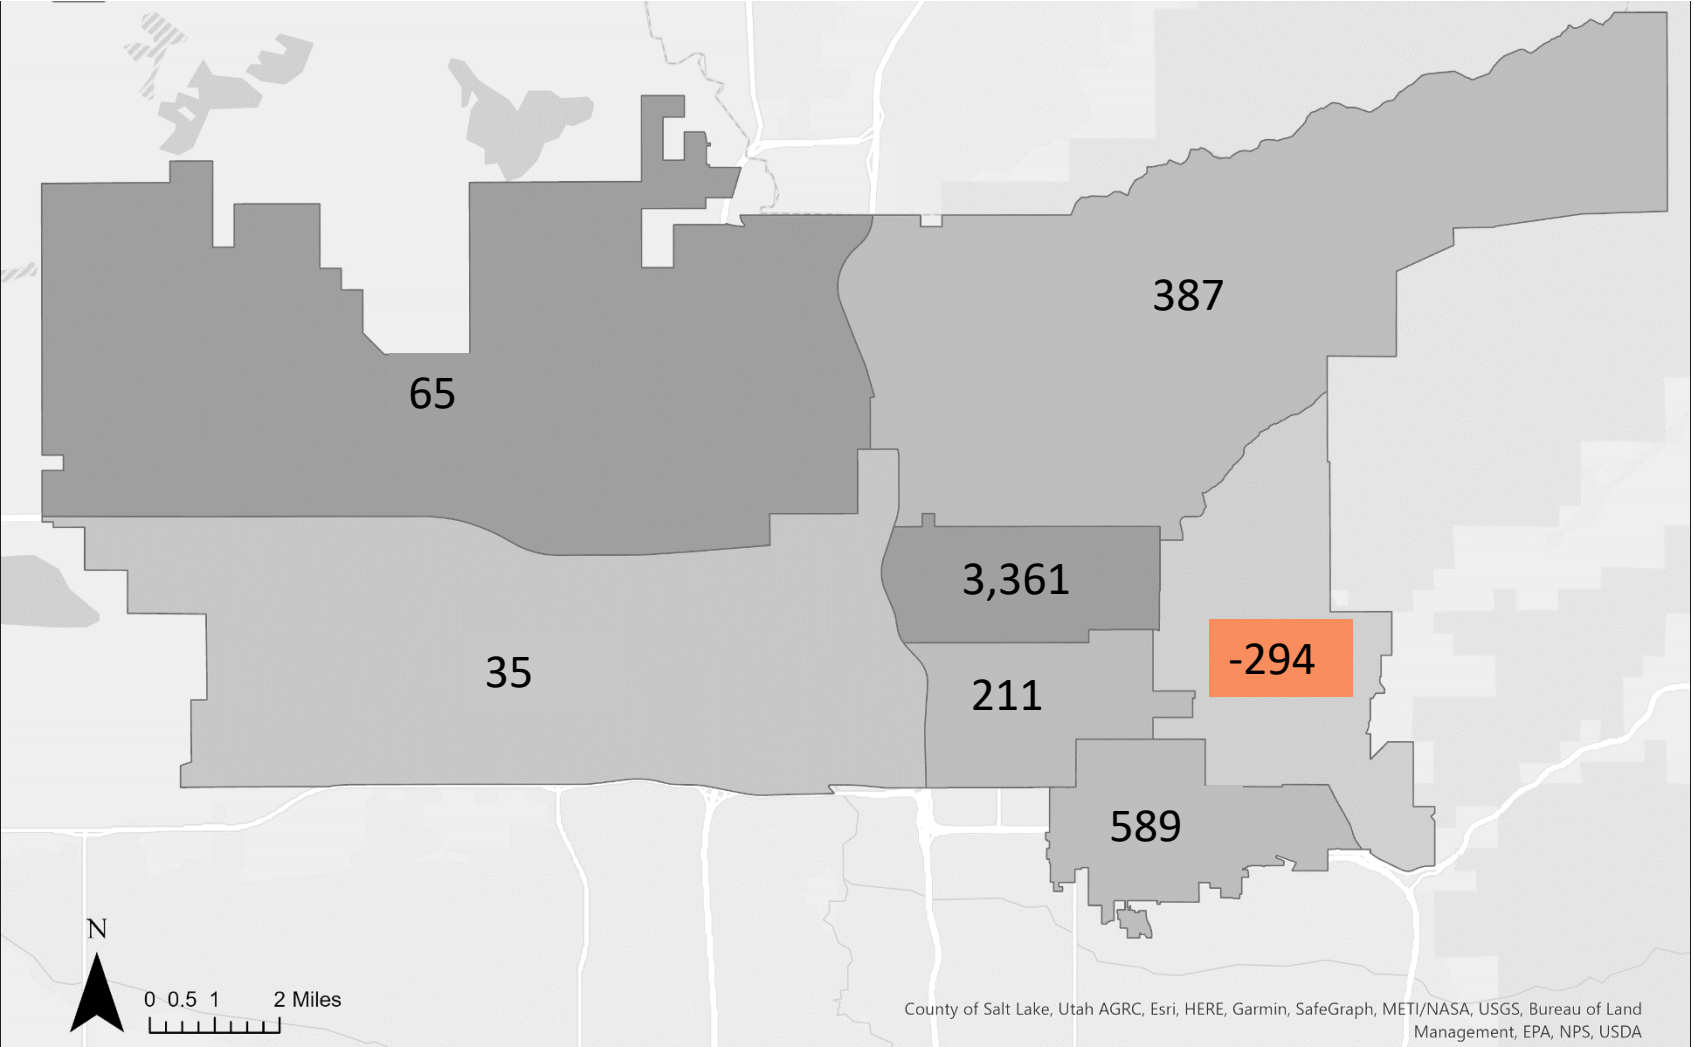 387
65
3,361
-294
35
211
589
N
0 0.5 1 2 Miles
County of Salt Lake, Utah AGRC, Esri, HERE, Garmin, SafeGraph, METI/NASA, USGS, Bureau of Land
Management, EPA, NPS, USDA